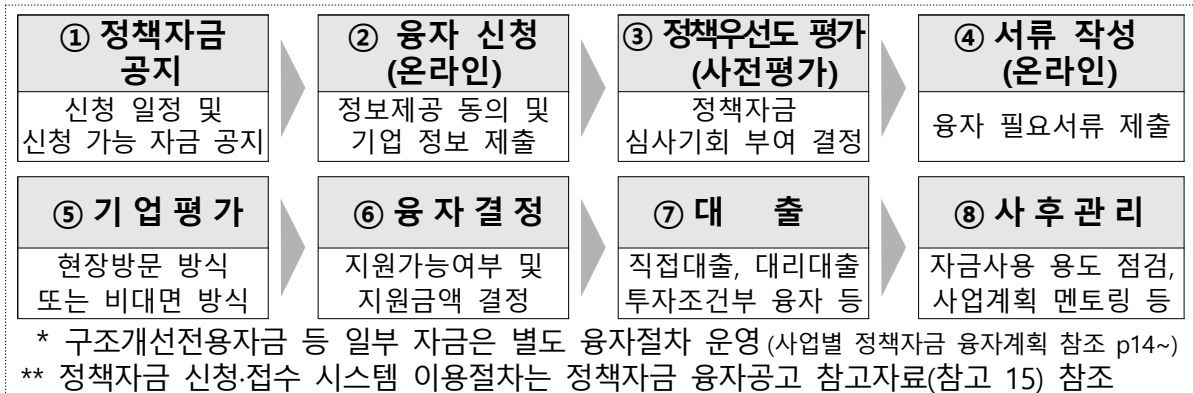 ① 정책자금
공지
신청 일정 및
신청 가능 자금 공지
② 융자 신청
(온라인)
정보제공 동의 및
기업 정보 제출
③ 정책우선도 평가
(사전평가)
정책자금
심사기회 부여 결정
④ 서류 작성
(온라인)
융자 필요서류 제출
⑤ 기 업 평 가
현장방문 방식
또는 비대면 방식
⑥ 융 자 결 정
지원가능여부 및
지원금액 결정
⑦ 대 출
직접대출, 대리대출
투자조건부 융자 등
⑧ 사 후 관 리
자금사용 용도 점검,
사업계획 멘토링 등
* 구조개선전용자금 등 일부 자금은 별도 융자절차 운영 (사업별 정책자금 융자계획 참조 p14~)
** 정책자금 신청·접수 시스템 이용절차는 정책자금 융자공고 참고자료(참고 15) 참조